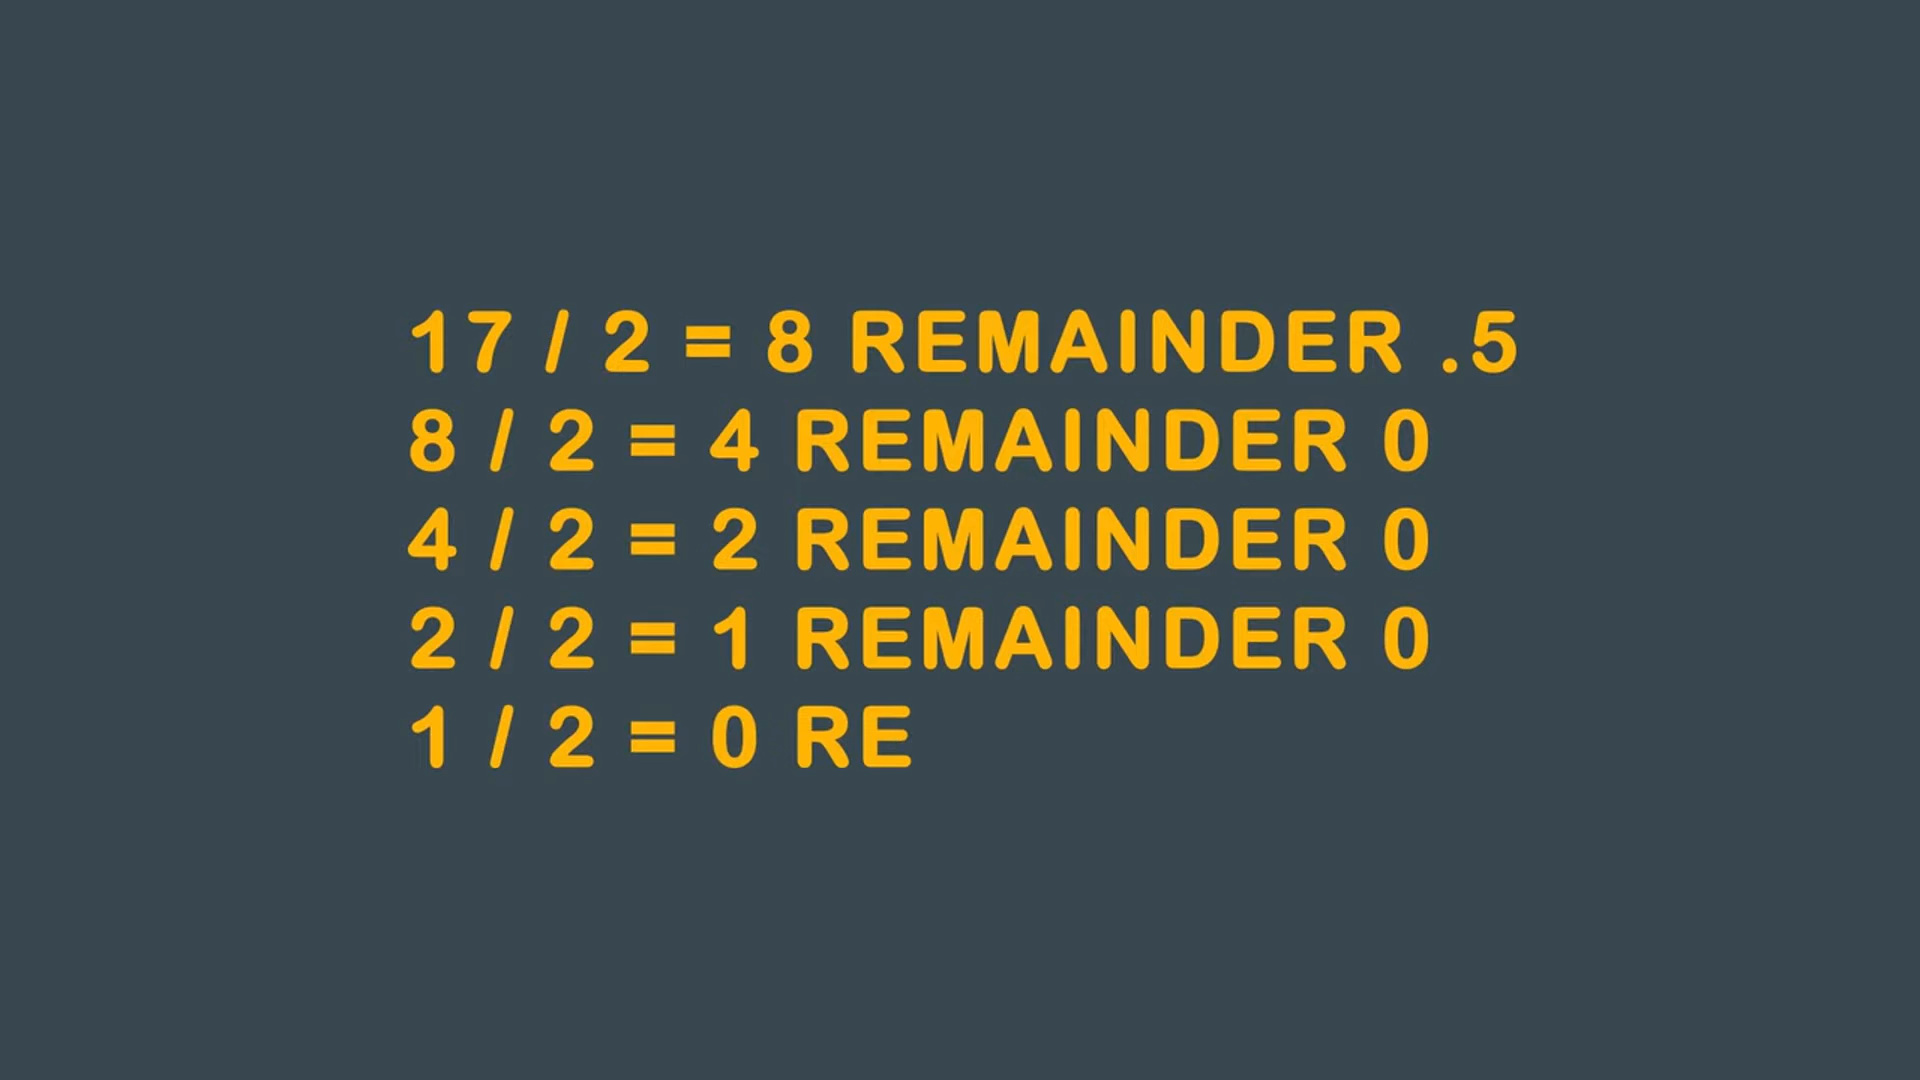 17 / 2 = 8 REMAINDER .5
8 / 2 = 4 REMAINDER 0
4 / 2 = 2 REMAINDER 0
2 / 2 = 1 REMAINDER 0
1 / 2 = 0 RE